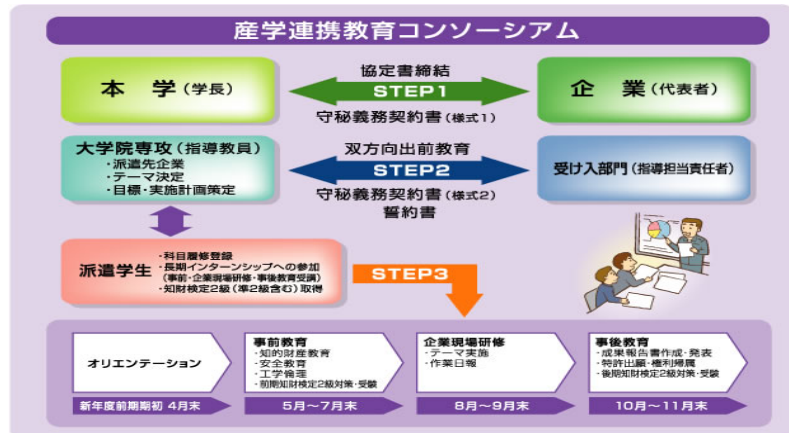 産学連携教育コンソーシアム
本　学（学長）
協定書締結
STEP1
守秘義務契約書（様式1）
企　業（代表者）
大学院専攻（指導教員）
・派遣先企業
・テーマ決定
・目標・実施計画策定
双方向出前教育
STEP2
守秘義務契約書（様式2）
誓約書
受け入部門（指導担当責任者）
派遣学生
・科目履修登録
・長期インターンシップへの参加
（事前・企業現場研修・事後教育受講）
・知財検定2級（準2級含む）取得
STEP3
オリエンテーション
新年度前期期初 4月末
事前教育
・知的財産教育
・安全教育
・工学倫理
・前期知財検定2級対策・受験
5月～7月末
企業現場研修
・テーマ実施
・作業日報
8月～9月末
事後教育
・成果報告書作成・発表
・特許出願・権利帰属
・後期知財検定2級対策・受験
10月～11月末